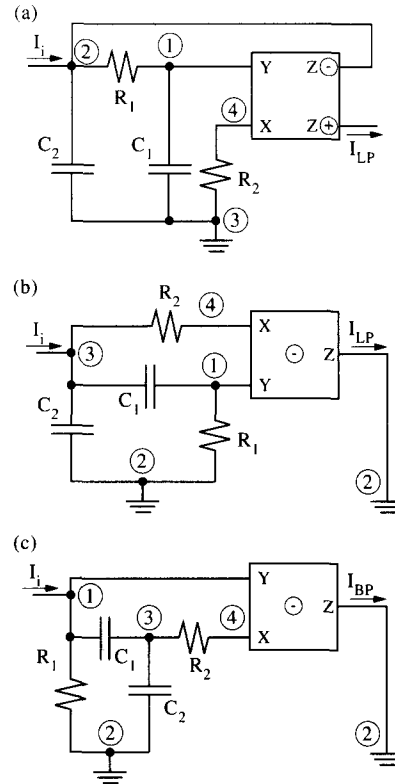 (a)
I_i
②
①
R_1
Y
Z⊖
④
X
Z⊕
C_2
C_1
R_2
I_LP
③
(b)
R_2
④
I_i
③
X
I_LP
-
Z
①
C_1
Y
C_2
R_1
②
②
(c)
I_i
①
Y
I_BP
③
④
-
Z
X
R_1
C_1
R_2
C_2
②
②